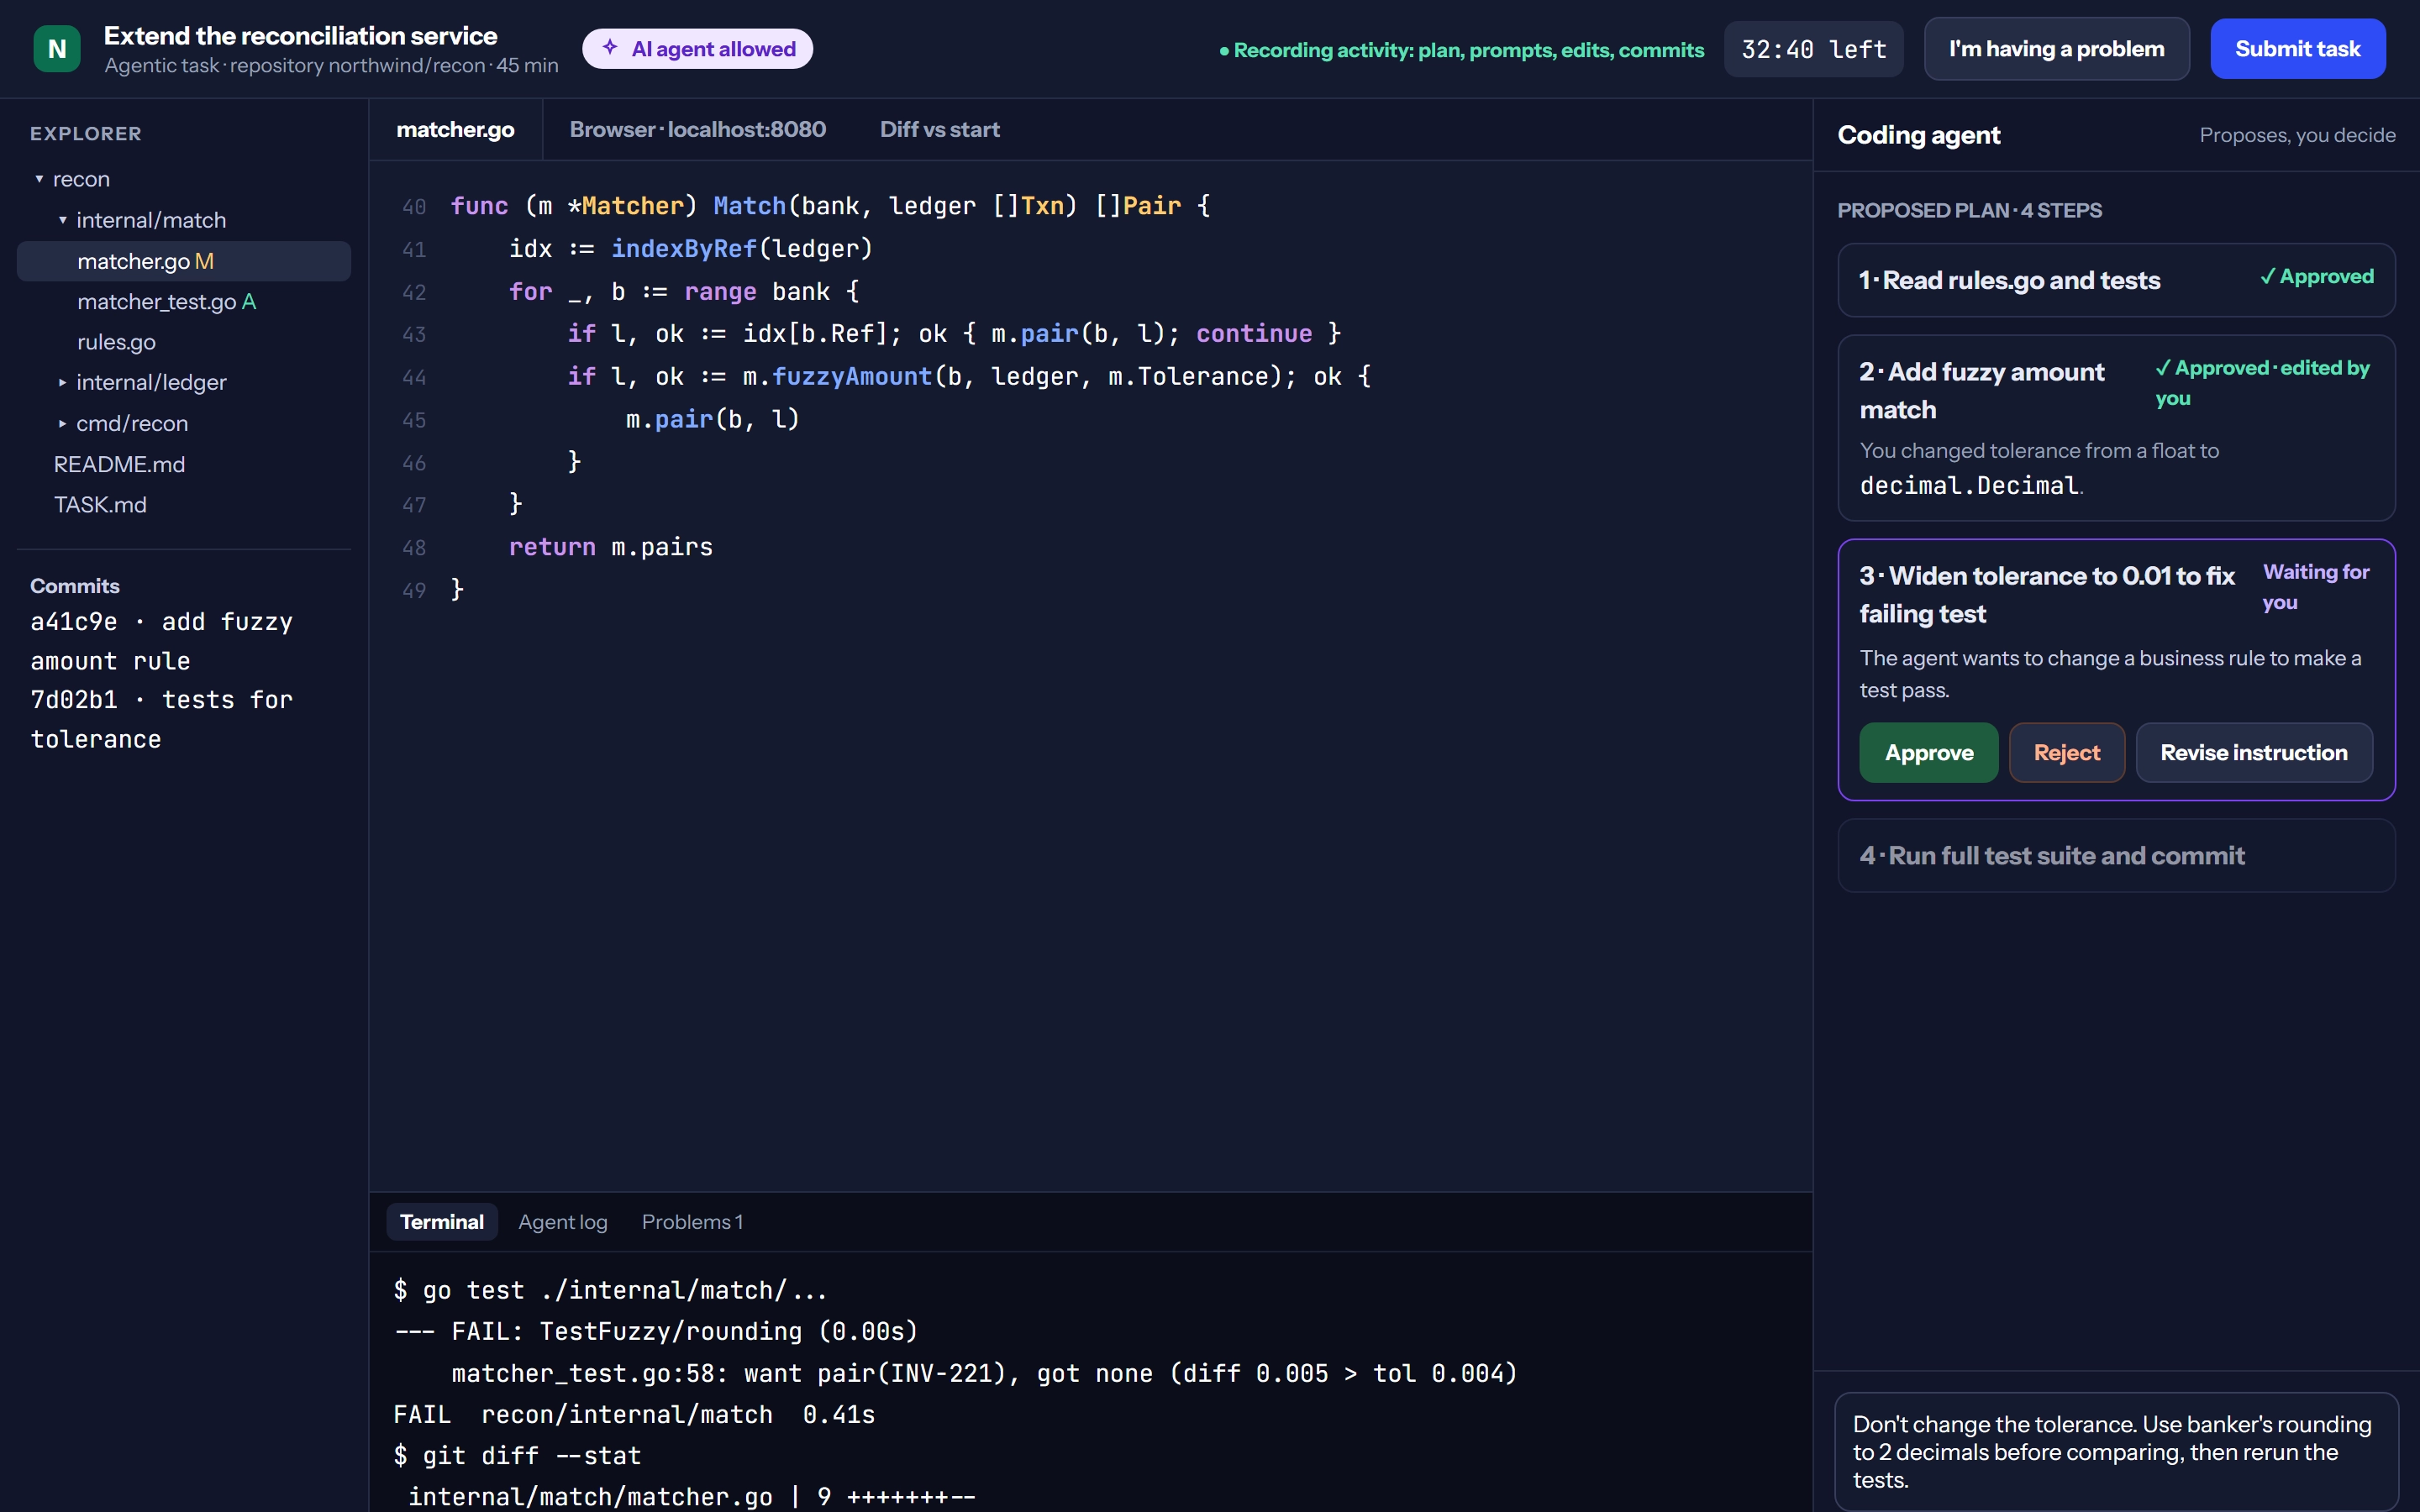 N
Extend the reconciliation service
Agentic task · repository northwind/recon · 45 min
AI agent allowed
● Recording activity: plan, prompts, edits, commits
32:40 left
I'm having a problem
Submit task
EXPLORER
▾ recon
▾ internal/match
matcher.go M
matcher_test.go A
rules.go
▸ internal/ledger
▸ cmd/recon
README.md
TASK.md
Commits
a41c9e · add fuzzy
amount rule
7d02b1 · tests for
tolerance
matcher.go
Browser · localhost:8080
Diff vs start
40 func (m *Matcher) Match(bank, ledger []Txn) []Pair {
41     idx := indexByRef(ledger)
42     for _, b := range bank {
43         if l, ok := idx[b.Ref]; ok { m.pair(b, l); continue }
44         if l, ok := m.fuzzyAmount(b, ledger, m.Tolerance); ok {
45             m.pair(b, l)
46         }
47     }
48     return m.pairs
49 }
Terminal
Agent log
Problems 1
$ go test ./internal/match/...
--- FAIL: TestFuzzy/rounding (0.00s)
    matcher_test.go:58: want pair(INV-221), got none (diff 0.005 > tol 0.004)
FAIL  recon/internal/match  0.41s
$ git diff --stat
 internal/match/matcher.go | 9 +++++++--
Coding agent
Proposes, you decide
PROPOSED PLAN · 4 STEPS
1 · Read rules.go and tests
✓ Approved
2 · Add fuzzy amount
match
✓ Approved · edited by
you
You changed tolerance from a float to
decimal.Decimal.
3 · Widen tolerance to 0.01 to fix
failing test
Waiting for
you
The agent wants to change a business rule to make a
test pass.
Approve
Reject
Revise instruction
4 · Run full test suite and commit
Don't change the tolerance. Use banker's rounding
to 2 decimals before comparing, then rerun the
tests.